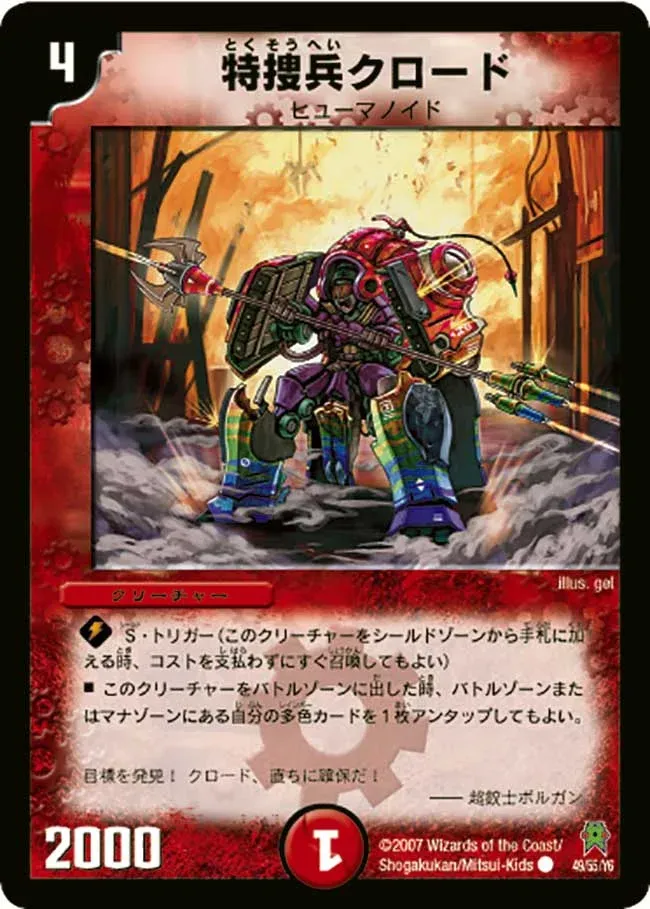 4
とくそうへい
特捜兵クロード
ヒューマノイド
illus. gel
クリーチャー
S・トリガー(このクリーチャーをシールドゾーンから手札に加
える時、コストを支払わずにすぐ召喚してもよい)
■ このクリーチャーをバトルゾーンに出した時、バトルゾーンまた
はマナゾーンにある自分の多色カードを1枚アンタップしてもよい。
目標を発見! クロード、直ちに確保だ!
―― 超鎧士ボルガン
2000
1
©2007 Wizards of the Coast/
Shogakukan/Mitsui-Kids
49/55/Y6